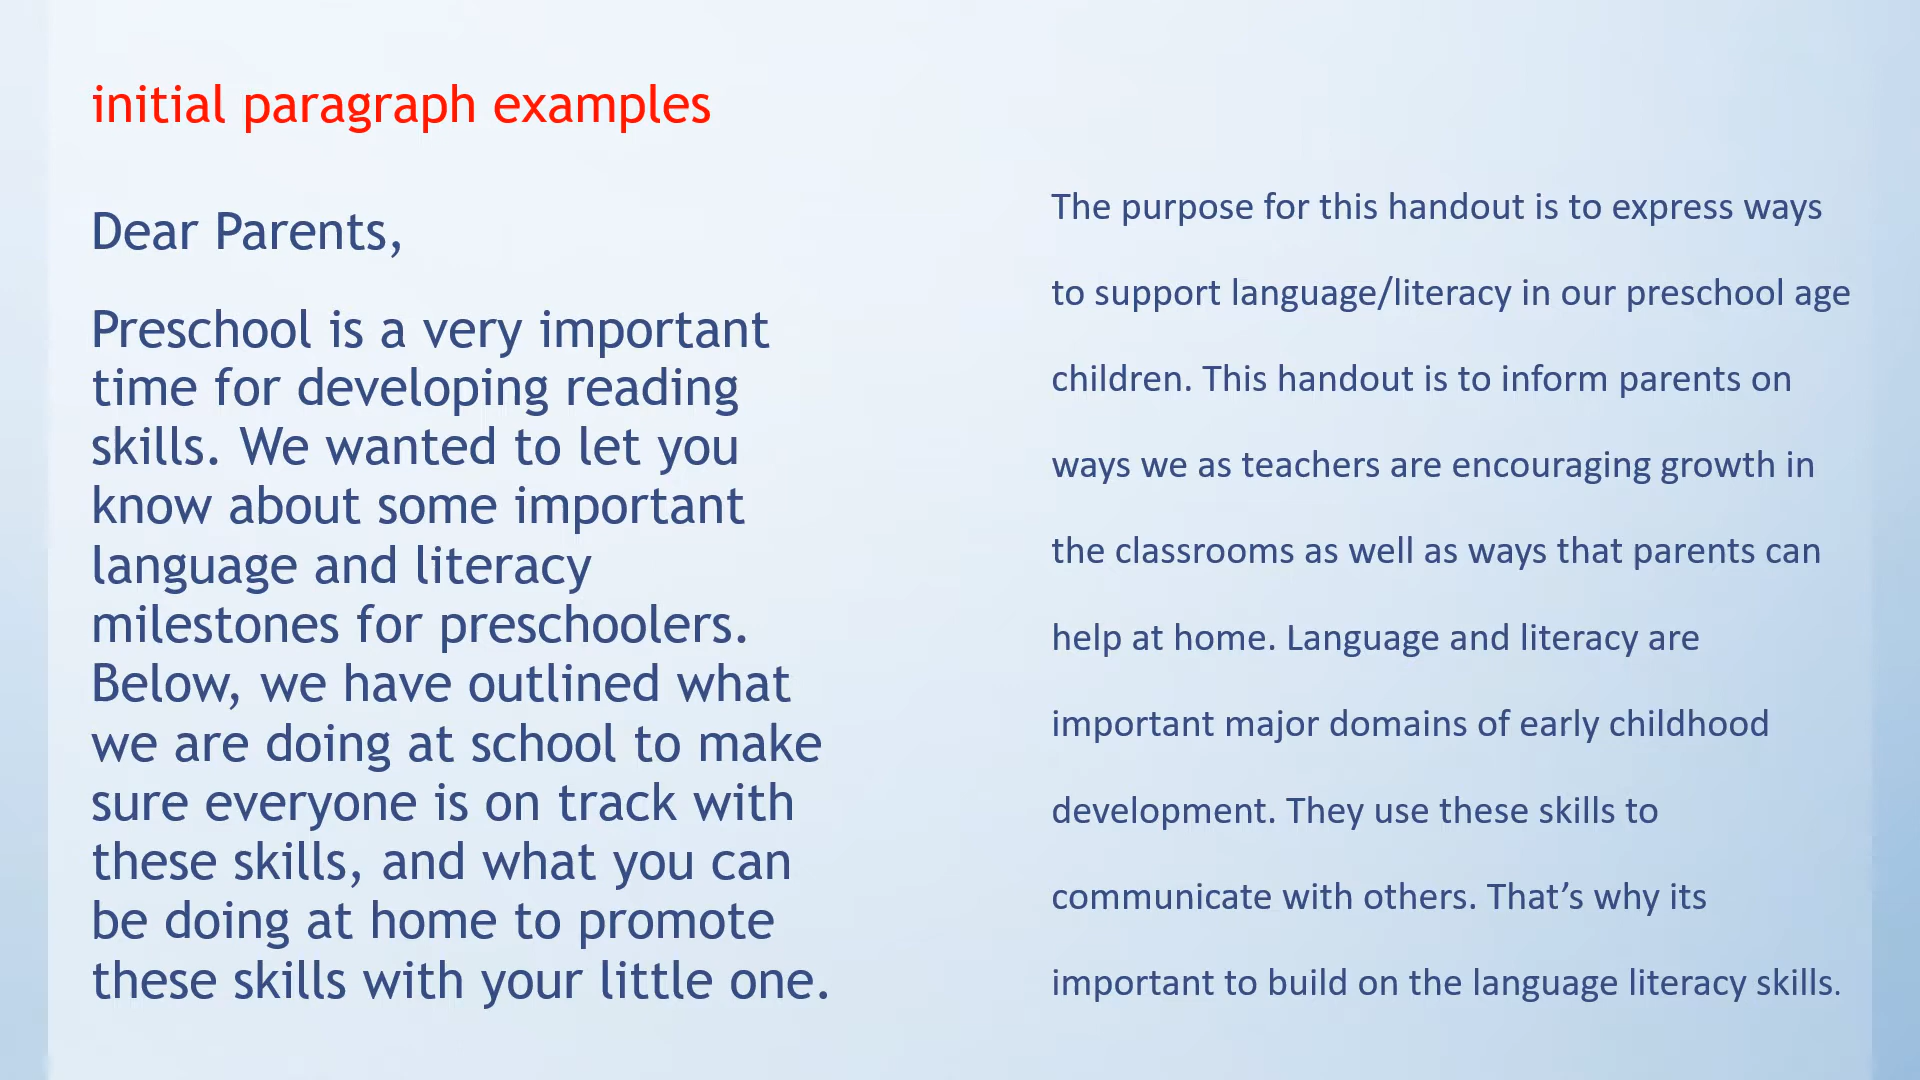 initial paragraph examples
Dear Parents,
Preschool is a very important
time for developing reading
skills. We wanted to let you
know about some important
language and literacy
milestones for preschoolers.
Below, we have outlined what
we are doing at school to make
sure everyone is on track with
these skills, and what you can
be doing at home to promote
these skills with your little one.
The purpose for this handout is to express ways
to support language/literacy in our preschool age
children. This handout is to inform parents on
ways we as teachers are encouraging growth in
the classrooms as well as ways that parents can
help at home. Language and literacy are
important major domains of early childhood
development. They use these skills to
communicate with others. That’s why its
important to build on the language literacy skills.